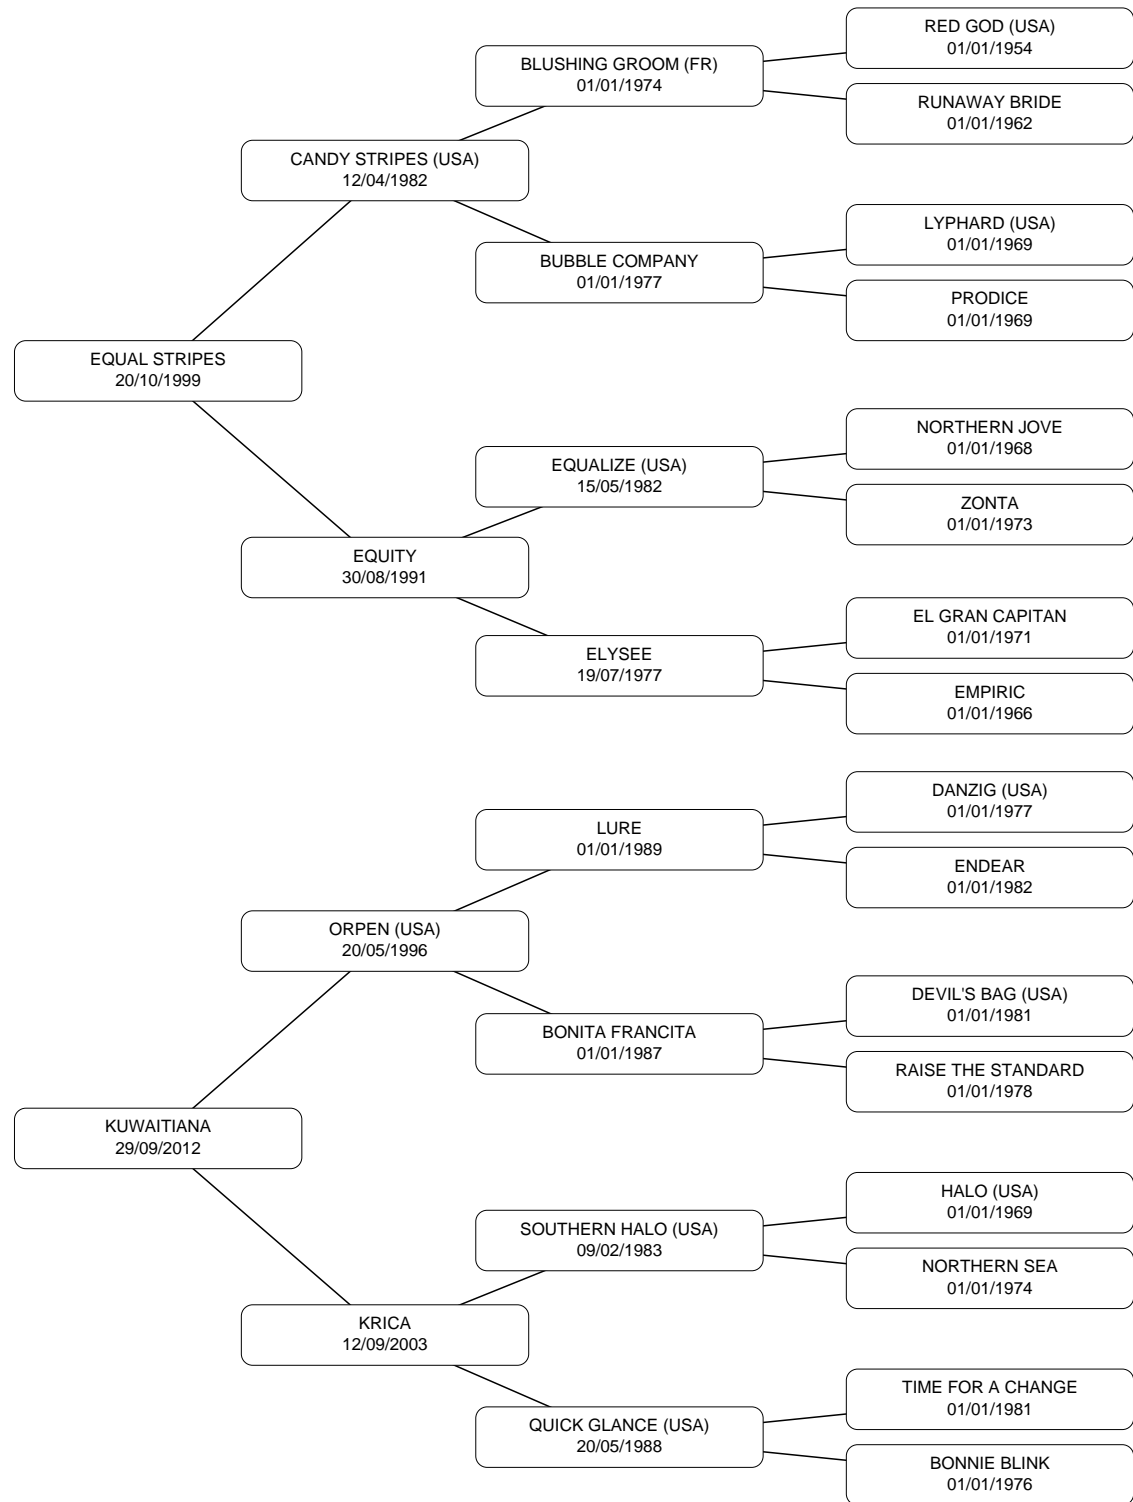 RED GOD (USA)
01/01/1954
BLUSHING GROOM (FR)
01/01/1974
RUNAWAY BRIDE
01/01/1962
CANDY STRIPES (USA)
12/04/1982
LYPHARD (USA)
01/01/1969
BUBBLE COMPANY
01/01/1977
PRODICE
01/01/1969
EQUAL STRIPES
20/10/1999
NORTHERN JOVE
01/01/1968
EQUALIZE (USA)
15/05/1982
ZONTA
01/01/1973
EQUITY
30/08/1991
EL GRAN CAPITAN
01/01/1971
ELYSEE
19/07/1977
EMPIRIC
01/01/1966
DANZIG (USA)
01/01/1977
LURE
01/01/1989
ENDEAR
01/01/1982
ORPEN (USA)
20/05/1996
DEVIL'S BAG (USA)
01/01/1981
BONITA FRANCITA
01/01/1987
RAISE THE STANDARD
01/01/1978
KUWAITIANA
29/09/2012
HALO (USA)
01/01/1969
SOUTHERN HALO (USA)
09/02/1983
NORTHERN SEA
01/01/1974
KRICA
12/09/2003
TIME FOR A CHANGE
01/01/1981
QUICK GLANCE (USA)
20/05/1988
BONNIE BLINK
01/01/1976